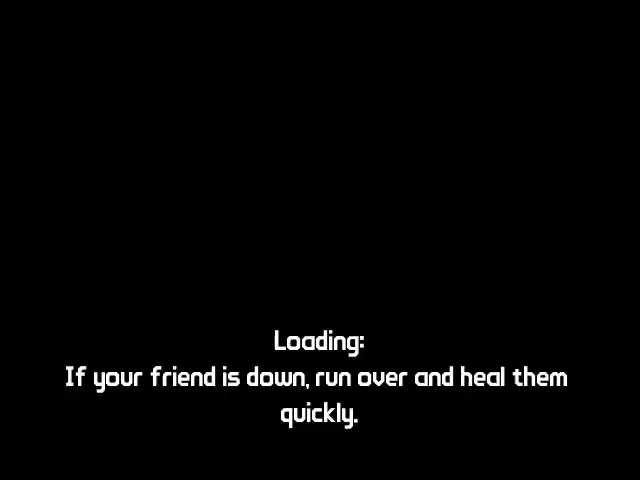 Loading:
If your friend is down, run over and heal them
quickly.